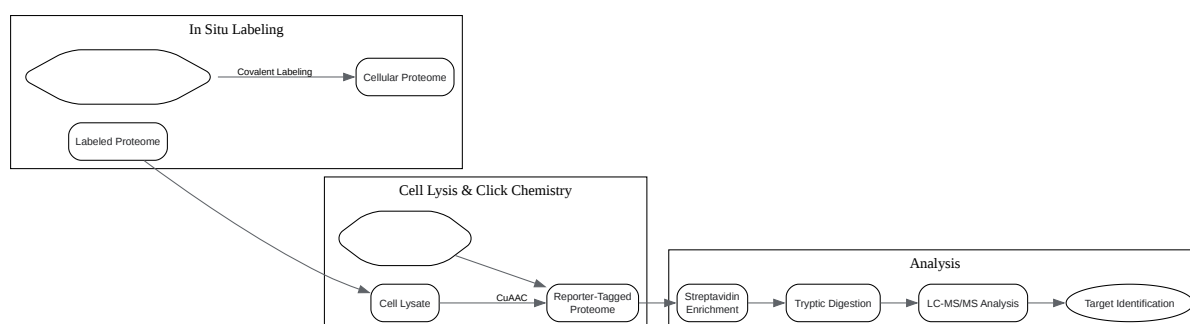 In Situ Labeling
Covalent Labeling
Cellular Proteome
Labeled Proteome
Cell Lysis & Click Chemistry
Cell Lysate
CuAAC
Reporter-Tagged
Proteome
Analysis
Streptavidin
Enrichment
Tryptic Digestion
LC-MS/MS Analysis
Target Identification